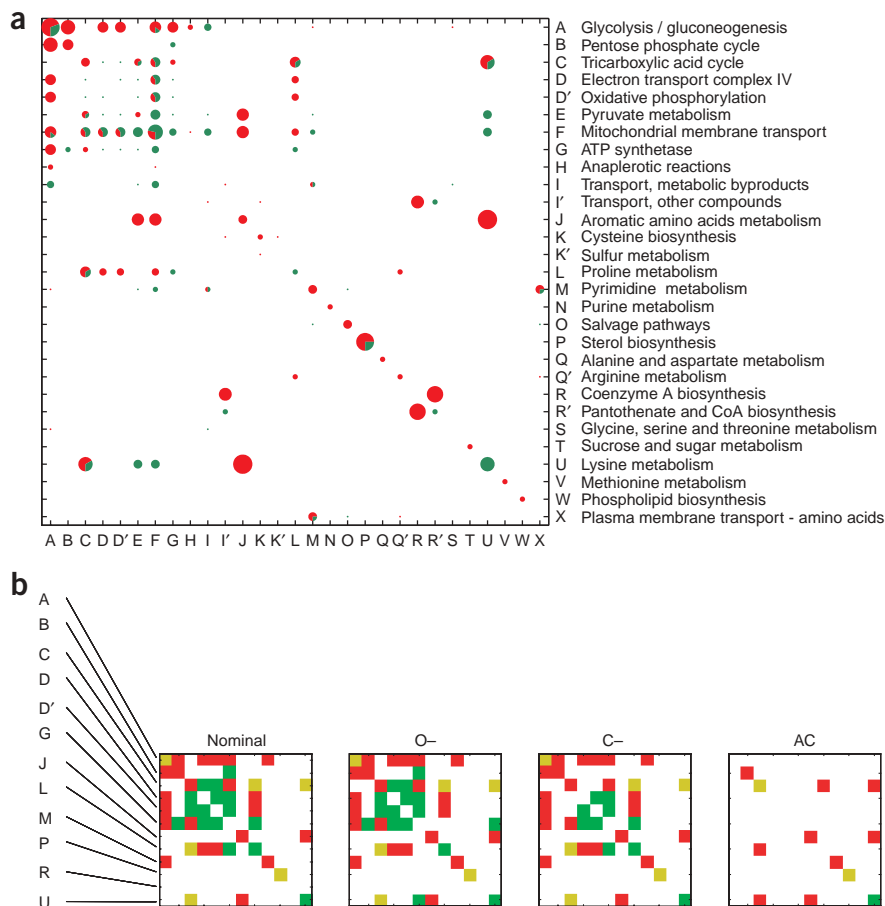 a
A Glycolysis / gluconeogenesis
B Pentose phosphate cycle
C Tricarboxylic acid cycle
D Electron transport complex IV
D′ Oxidative phosphorylation
E Pyruvate metabolism
F Mitochondrial membrane transport
G ATP synthetase
H Anaplerotic reactions
I Transport, metabolic byproducts
I′ Transport, other compounds
J Aromatic amino acids metabolism
K Cysteine biosynthesis
K′ Sulfur metabolism
L Proline metabolism
M Pyrimidine metabolism
N Purine metabolism
O Salvage pathways
P Sterol biosynthesis
Q Alanine and aspartate metabolism
Q′ Arginine metabolism
R Coenzyme A biosynthesis
R′ Pantothenate and CoA biosynthesis
S Glycine, serine and threonine metabolism
T Sucrose and sugar metabolism
U Lysine metabolism
V Methionine metabolism
W Phospholipid biosynthesis
X Plasma membrane transport - amino acids
A B C D D′ E F G H I I′ J K K′ L M N O P Q Q′ R R′ S T U V W X
b
A
B
C
D
D′
G
J
L
M
P
R
U
Nominal O– C– AC